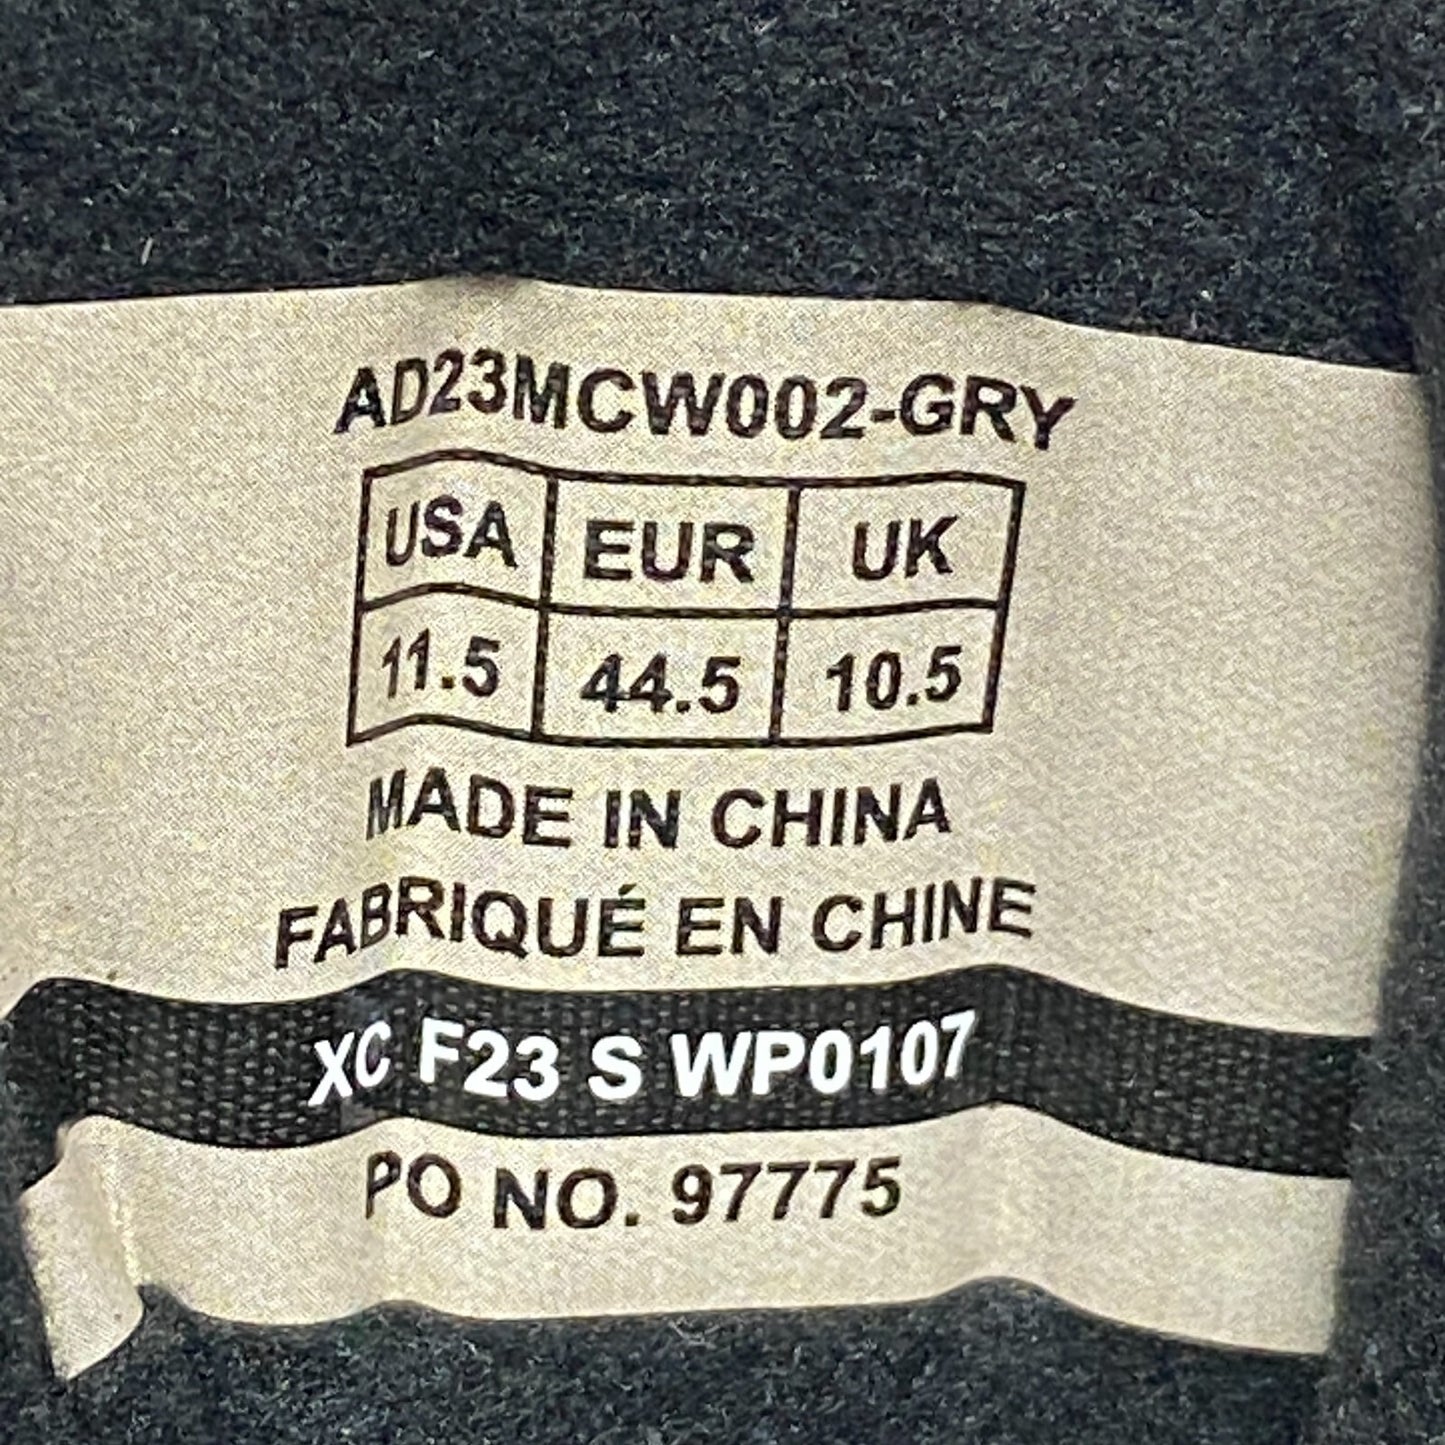 AD23MCW002-GRY
USA EUR UK
11.5 44.5 10.5
MADE IN CHINA
FABRIQUÉ EN CHINE
XC F23 S WP0107
PO NO. 97775